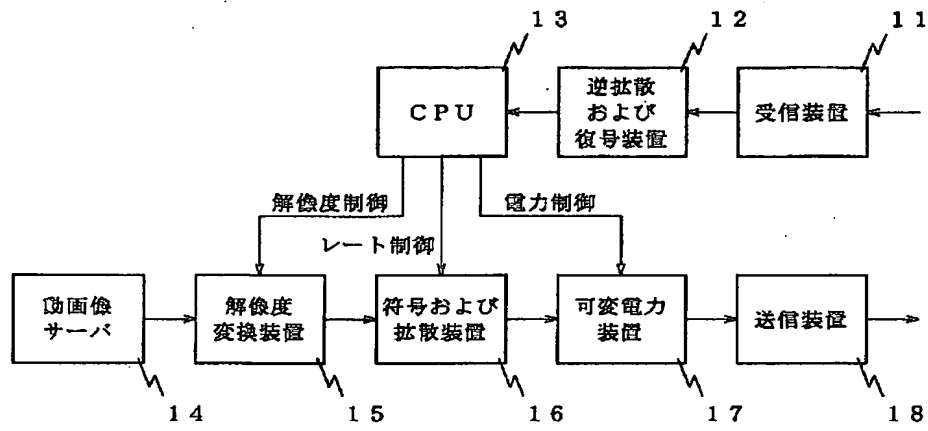 13
12
11
CPU
逆拡散
および
復号装置
受信装置
解像度制御
レート制御
電力制御
動画像
サーバ
解像度
変換装置
符号および
拡散装置
可変電力
装置
送信装置
14
15
16
17
18